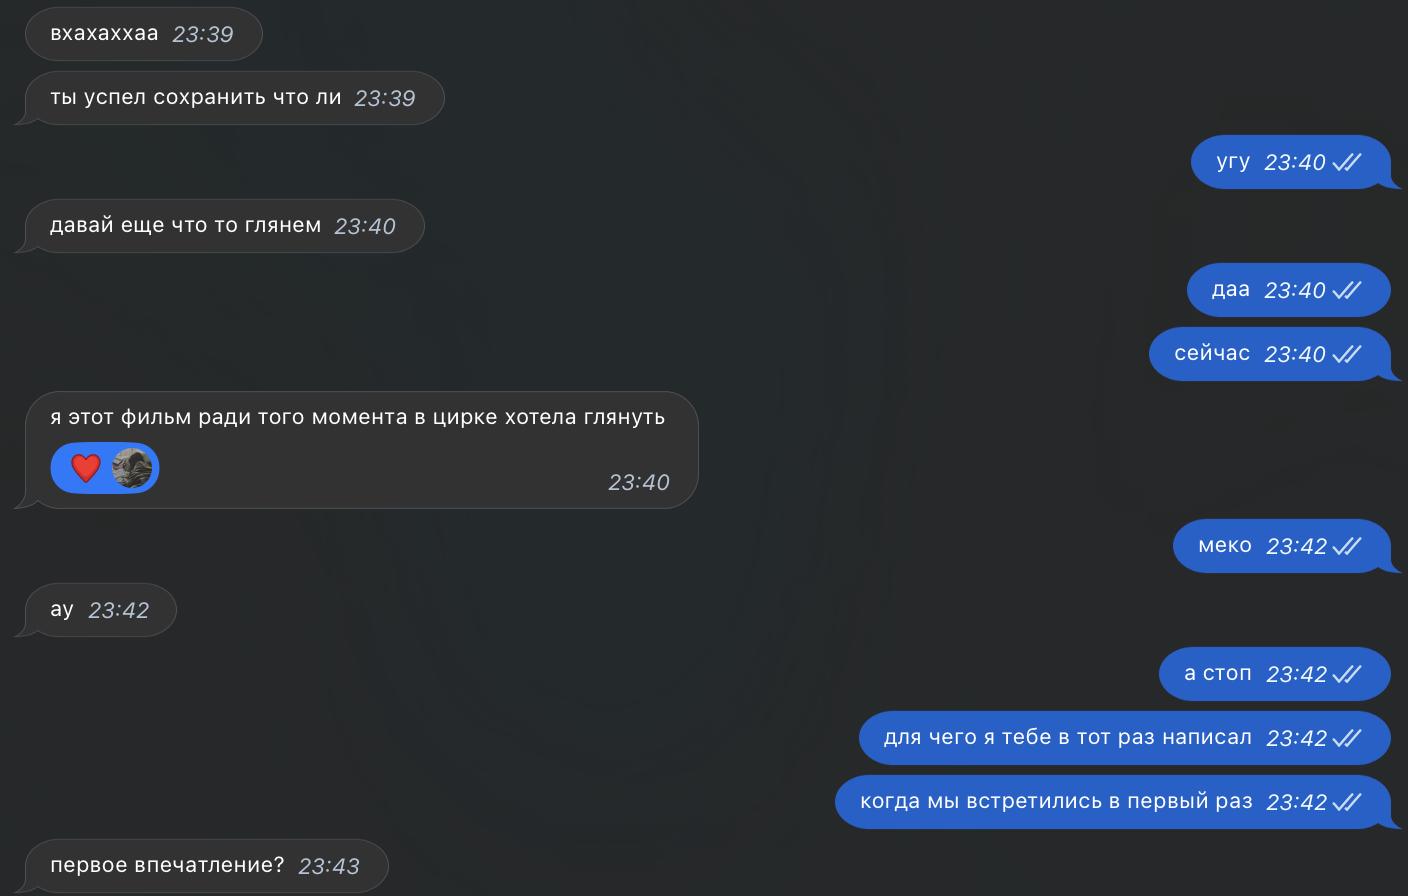 вхахаххаа 23:39
ты успел сохранить что ли 23:39
угу 23:40
давай еще что то глянем 23:40
даа 23:40
сейчас 23:40
я этот фильм ради того момента в цирке хотела глянуть
23:40
меко 23:42
ау 23:42
а стоп 23:42
для чего я тебе в тот раз написал 23:42
когда мы встретились в первый раз 23:42
первое впечатление? 23:43